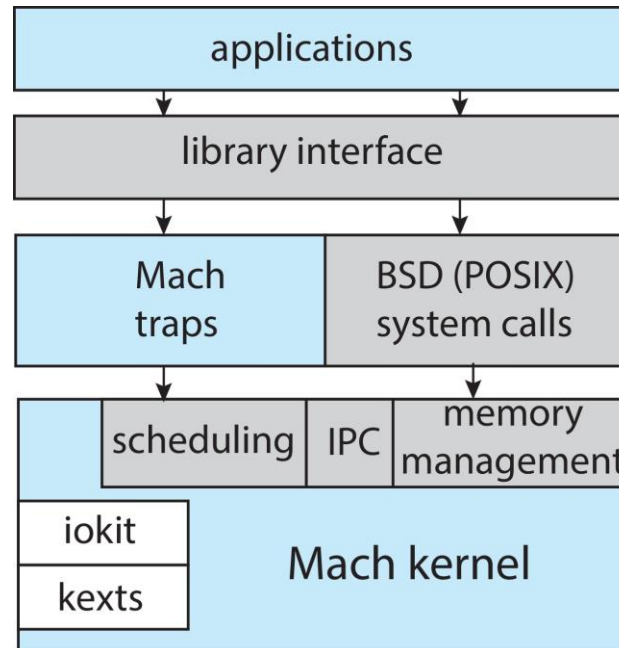 applications
library interface
Mach
traps
BSD (POSIX)
system calls
scheduling
IPC
memory
management
iokit
kexts
Mach kernel